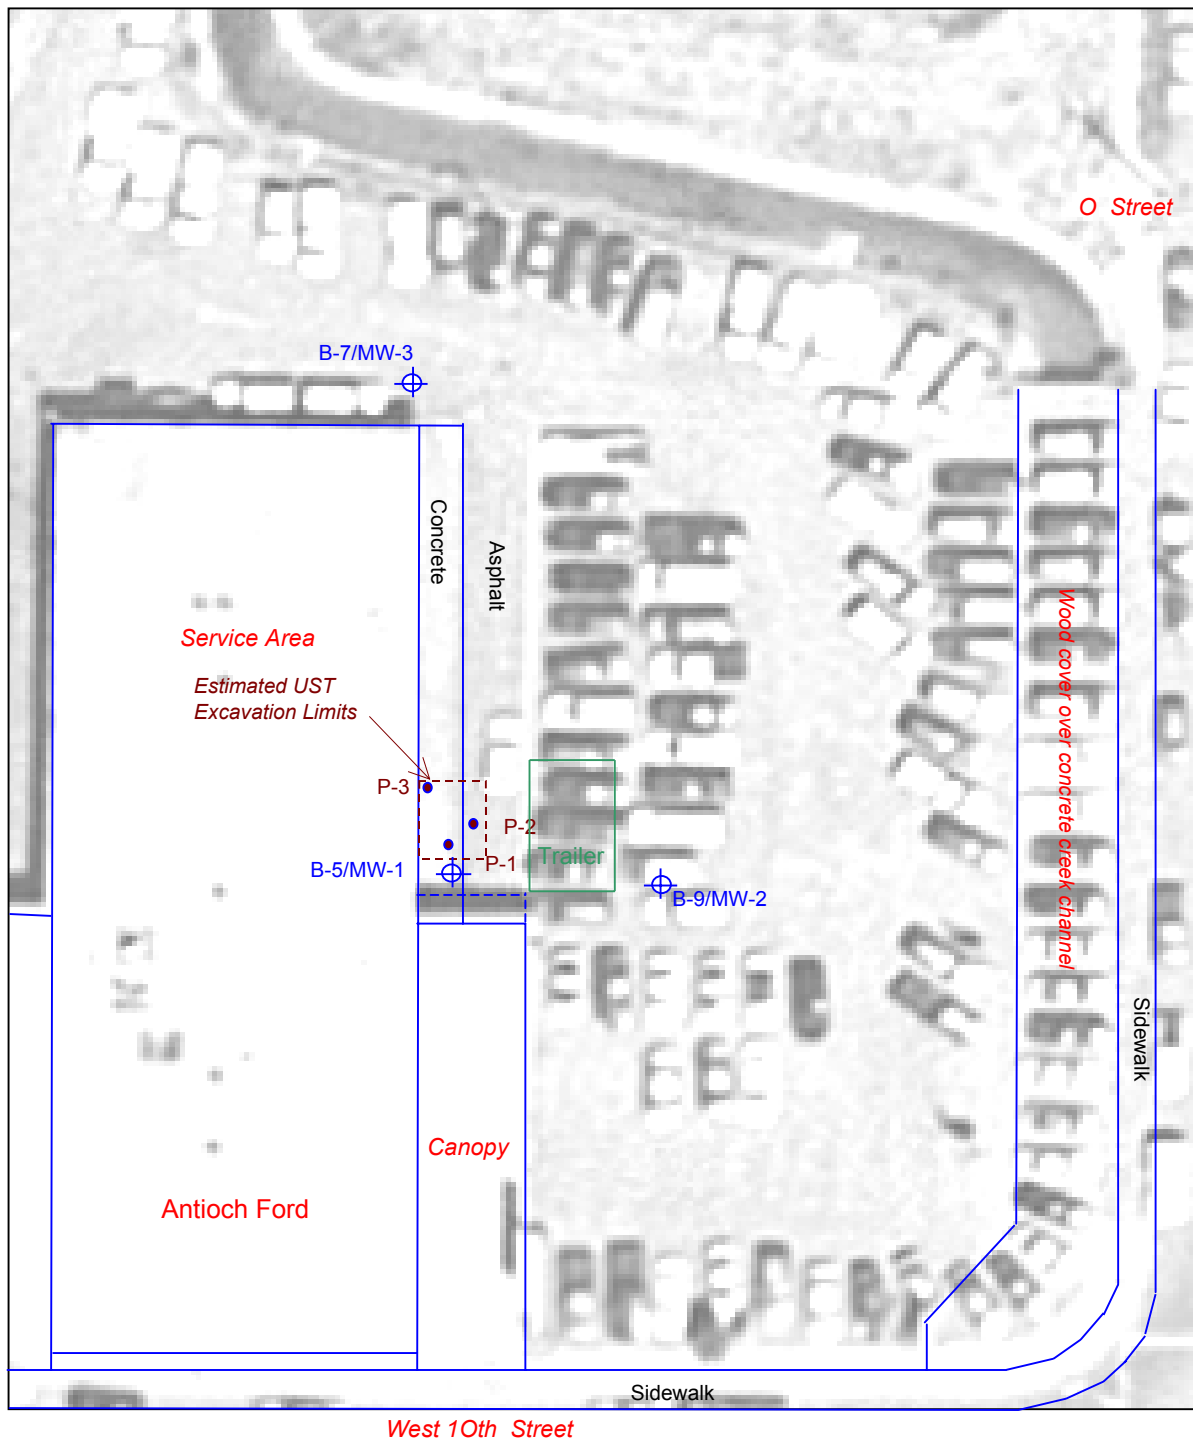 O Street
B-7/MW-3
Concrete
Asphalt
Service Area
Estimated UST
Excavation Limits
Wood cover over concrete creek channel
P-3
P-2
P-1
Trailer
B-5/MW-1
B-9/MW-2
Sidewalk
Canopy
Antioch Ford
Sidewalk
West 1Oth Street